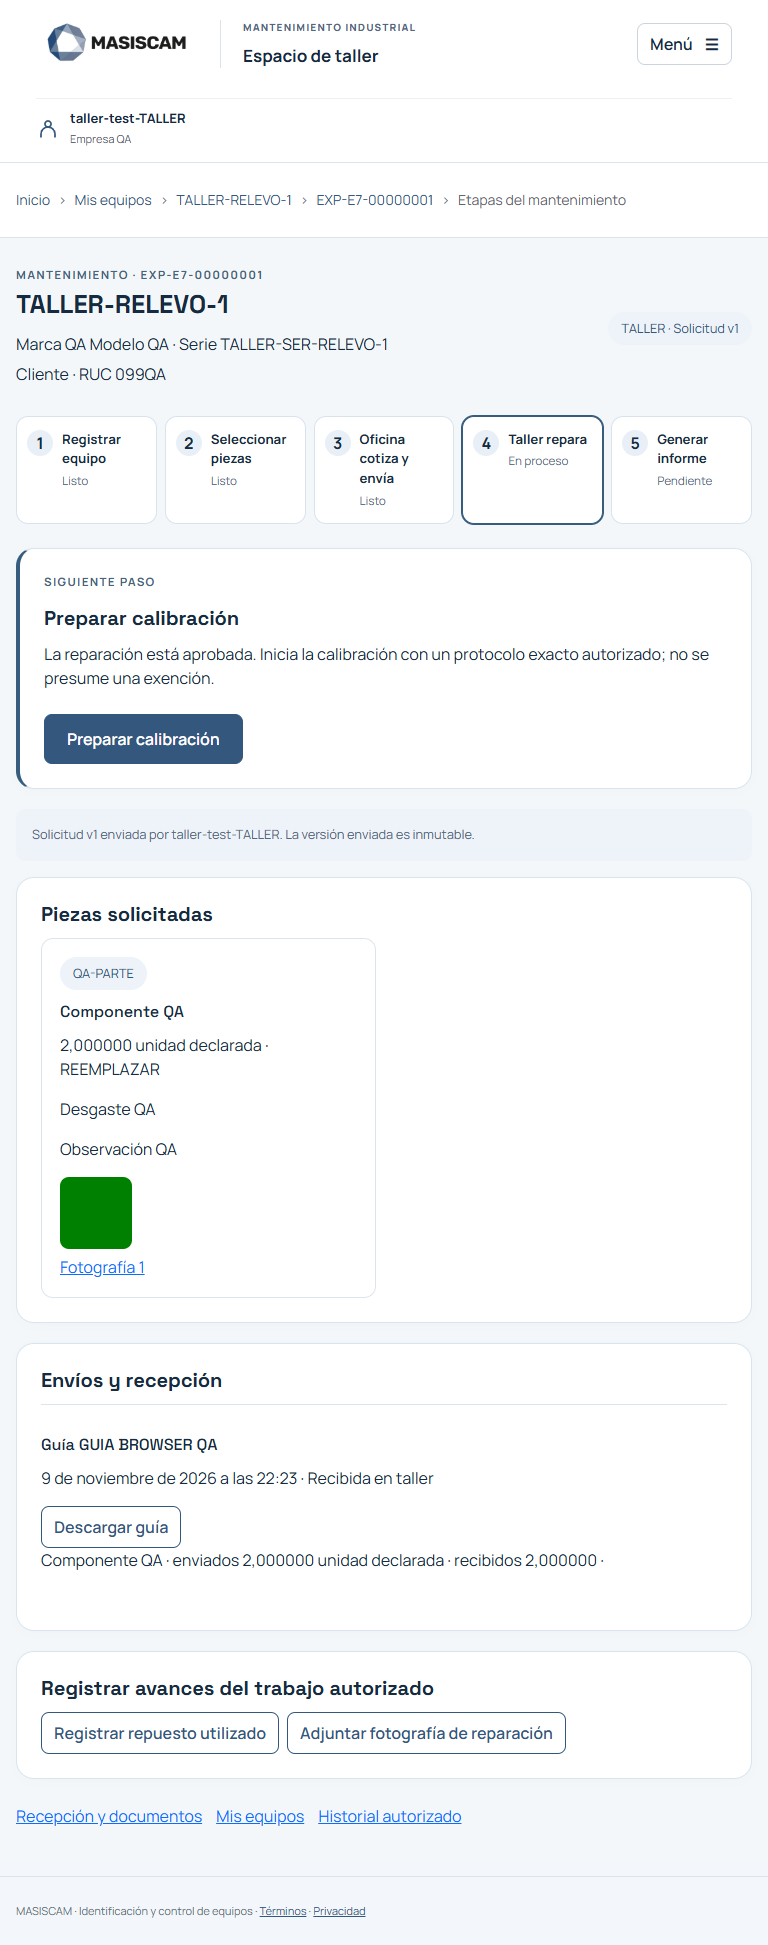 MASISCAM
MANTENIMIENTO INDUSTRIAL
Espacio de taller
Menú ☰
taller-test-TALLER
Empresa QA
Inicio › Mis equipos › TALLER-RELEVO-1 › EXP-E7-00000001 › Etapas del mantenimiento
MANTENIMIENTO · EXP-E7-00000001
TALLER-RELEVO-1
Marca QA Modelo QA · Serie TALLER-SER-RELEVO-1
Cliente · RUC 099QA
TALLER · Solicitud v1
1 Registrar
equipo
Listo
2 Seleccionar
piezas
Listo
3 Oficina
cotiza y
envía
Listo
4 Taller repara
En proceso
5 Generar
informe
Pendiente
SIGUIENTE PASO
Preparar calibración
La reparación está aprobada. Inicia la calibración con un protocolo exacto autorizado; no se
presume una exención.
Preparar calibración
Solicitud v1 enviada por taller-test-TALLER. La versión enviada es inmutable.
Piezas solicitadas
QA-PARTE
Componente QA
2,000000 unidad declarada ·
REEMPLAZAR
Desgaste QA
Observación QA
Fotografía 1
Envíos y recepción
Guía GUIA BROWSER QA
9 de noviembre de 2026 a las 22:23 · Recibida en taller
Descargar guía
Componente QA · enviados 2,000000 unidad declarada · recibidos 2,000000 ·
Registrar avances del trabajo autorizado
Registrar repuesto utilizado
Adjuntar fotografía de reparación
Recepción y documentos Mis equipos Historial autorizado
MASISCAM · Identificación y control de equipos · Términos · Privacidad